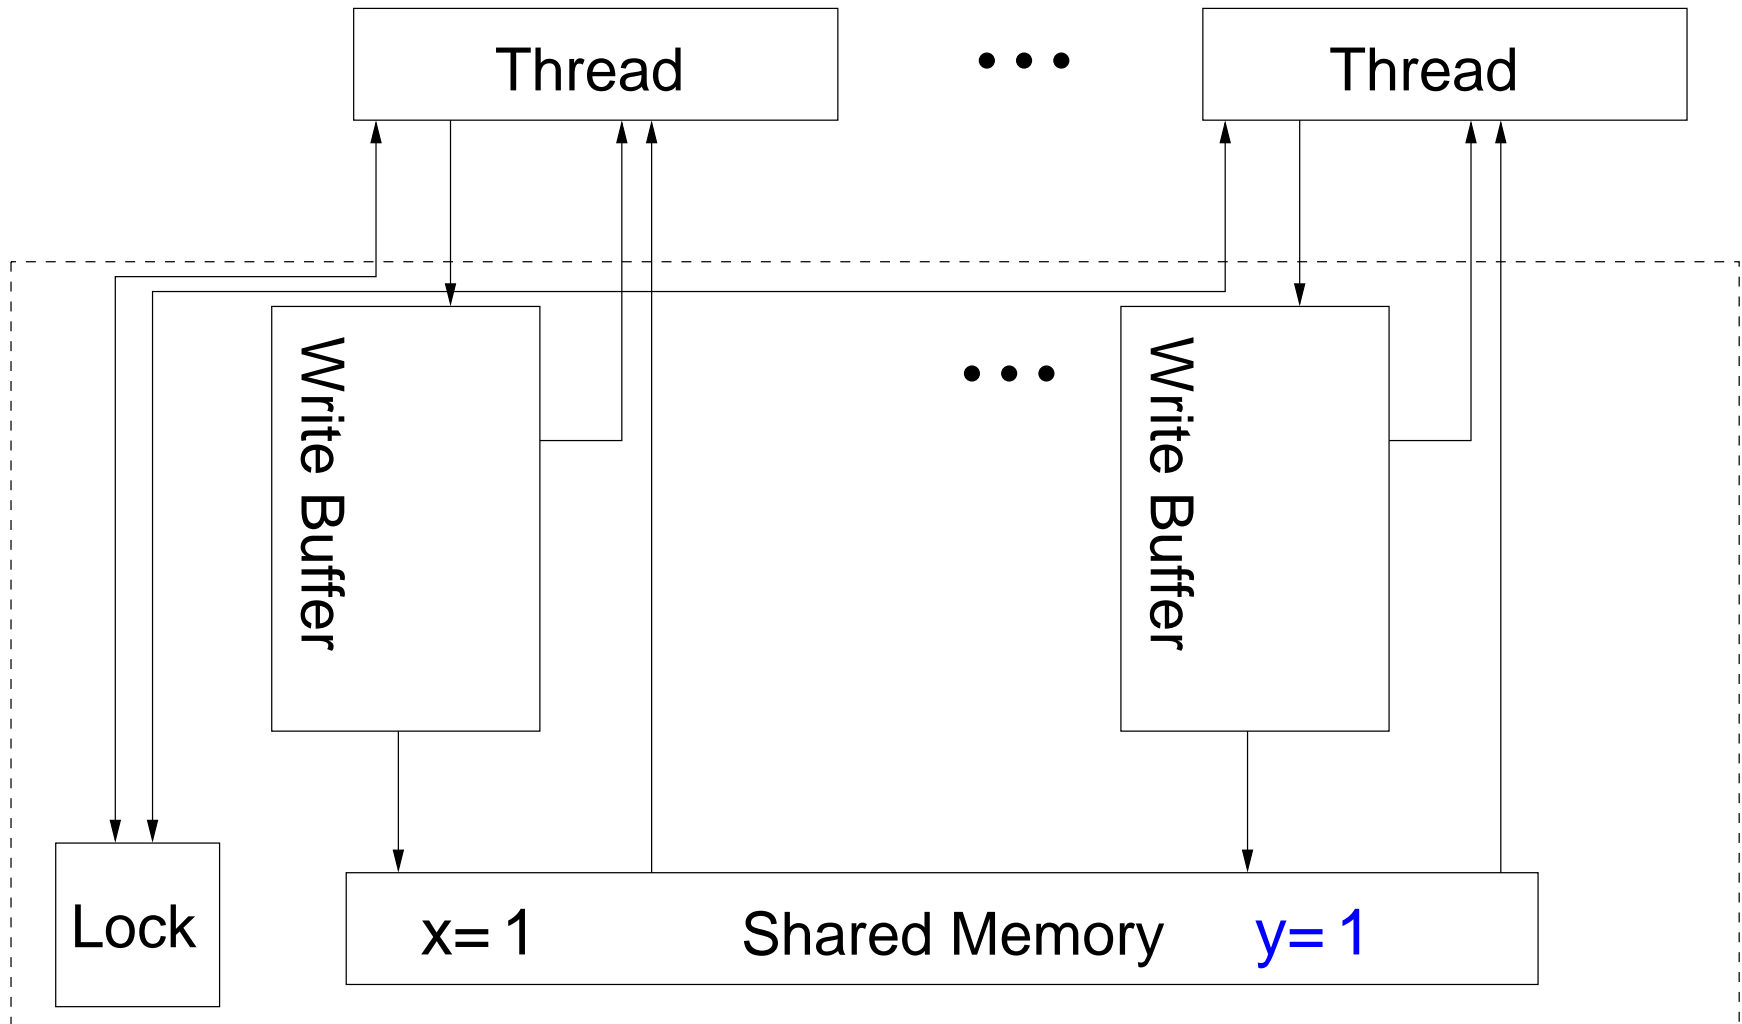 Thread
Thread
Write Buffer
Write Buffer
Lock
x= 1
Shared Memory
y= 1